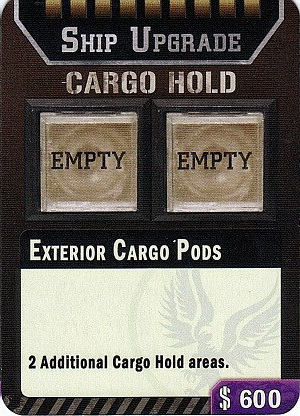 Ship Upgrade
CARGO HOLD
EMPTY EMPTY
Exterior Cargo Pods
2 Additional Cargo Hold areas.
$ 600